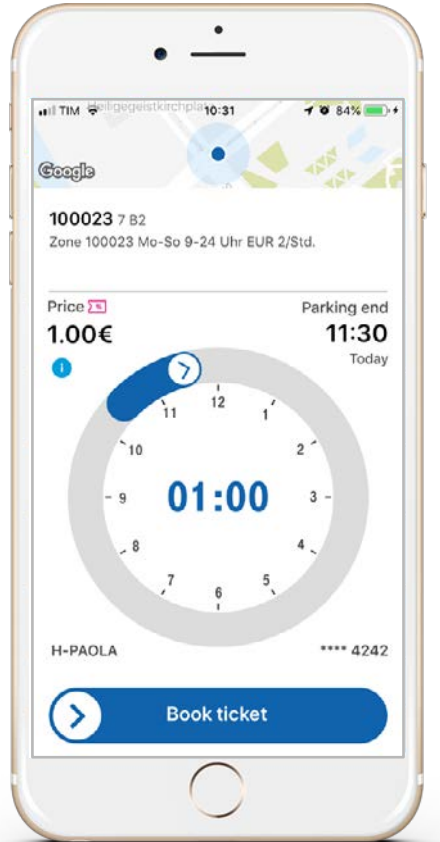 TIM 10:31 84%
Heiligegeistkirchplatz
Google
100023 7 B2
Zone 100023 Mo-So 9-24 Uhr EUR 2/Std.
Price % Parking end
1.00€ 11:30
i Today
12
11 1
10 2
9 01:00 3
8 4
7 5
6
H-PAOLA **** 4242
Book ticket